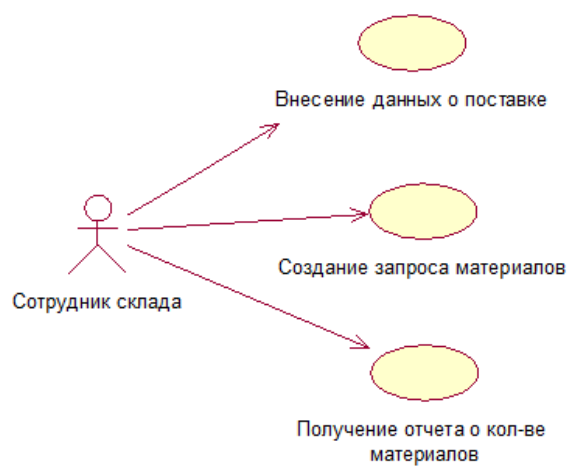 Внесение данных о поставке
Создание запроса материалов
Сотрудник склада
Получение отчета о кол-ве
материалов